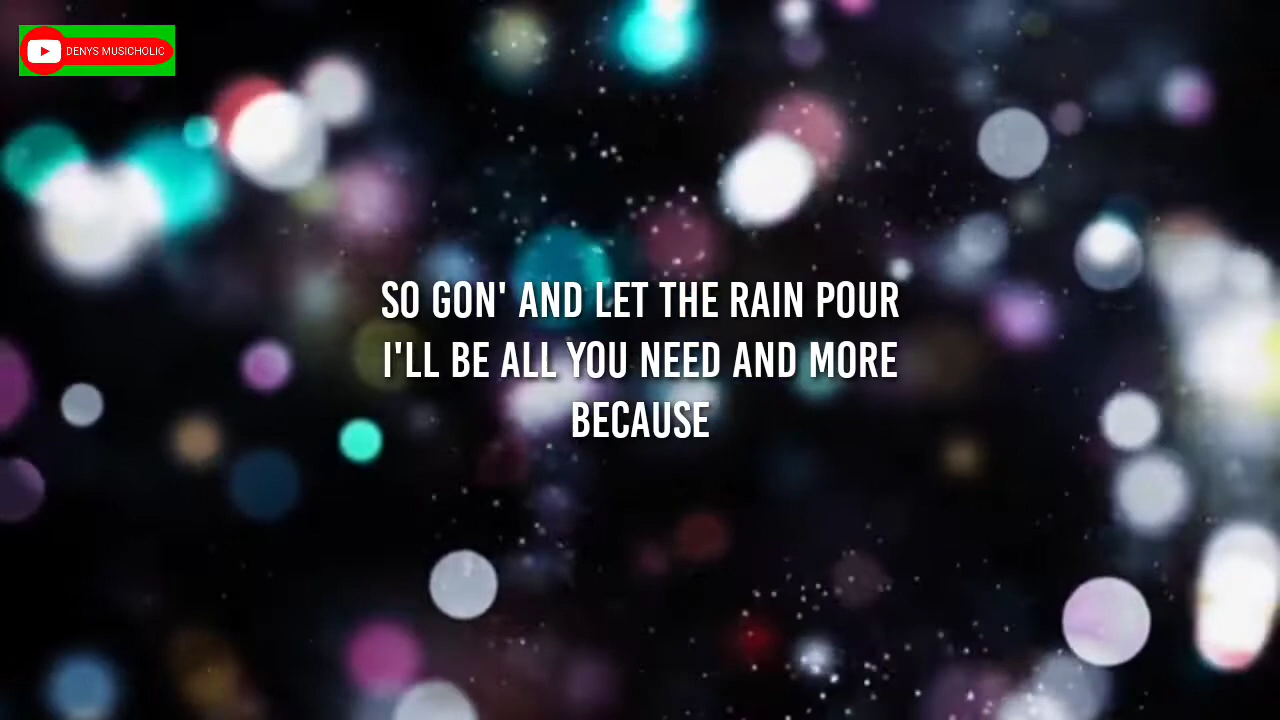 DENYS MUSICHOLIC
SO GON' AND LET THE RAIN POUR
I'LL BE ALL YOU NEED AND MORE
BECAUSE